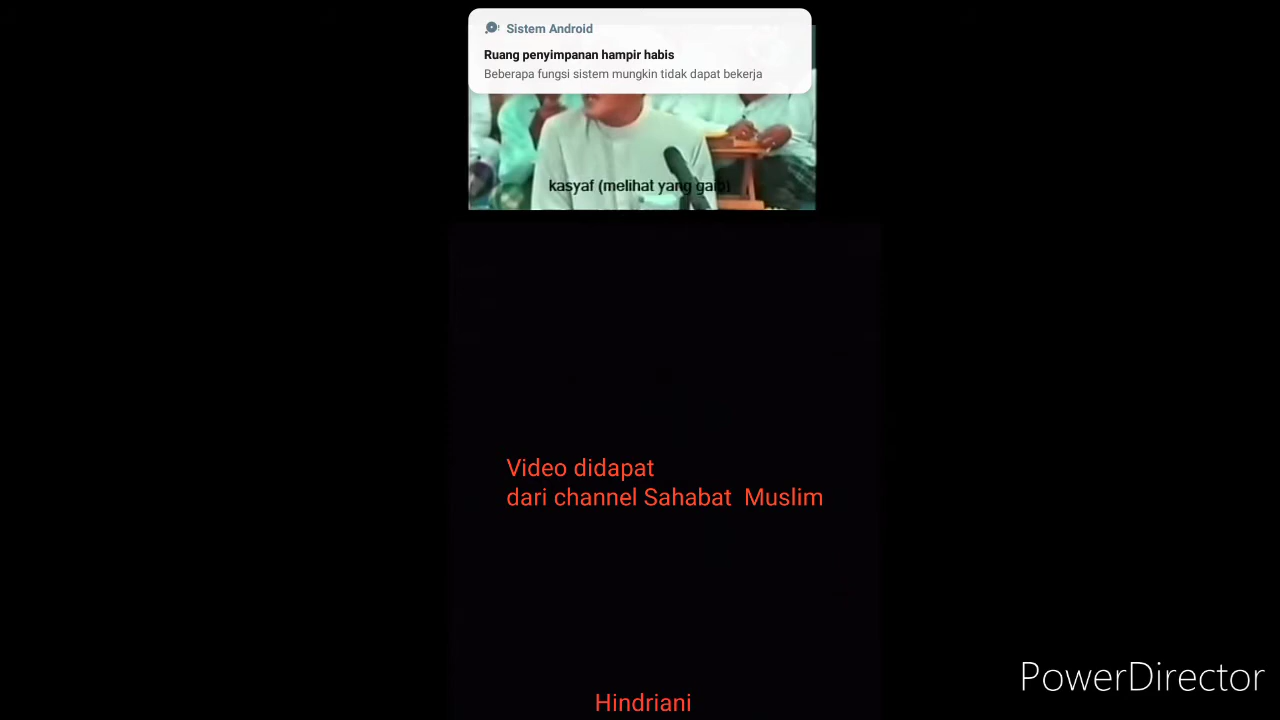 Sistem Android
Ruang penyimpanan hampir habis
Beberapa fungsi sistem mungkin tidak dapat bekerja
kasyaf (melihat yang gaib)
Video didapat
dari channel Sahabat Muslim
Hindriani
PowerDirector